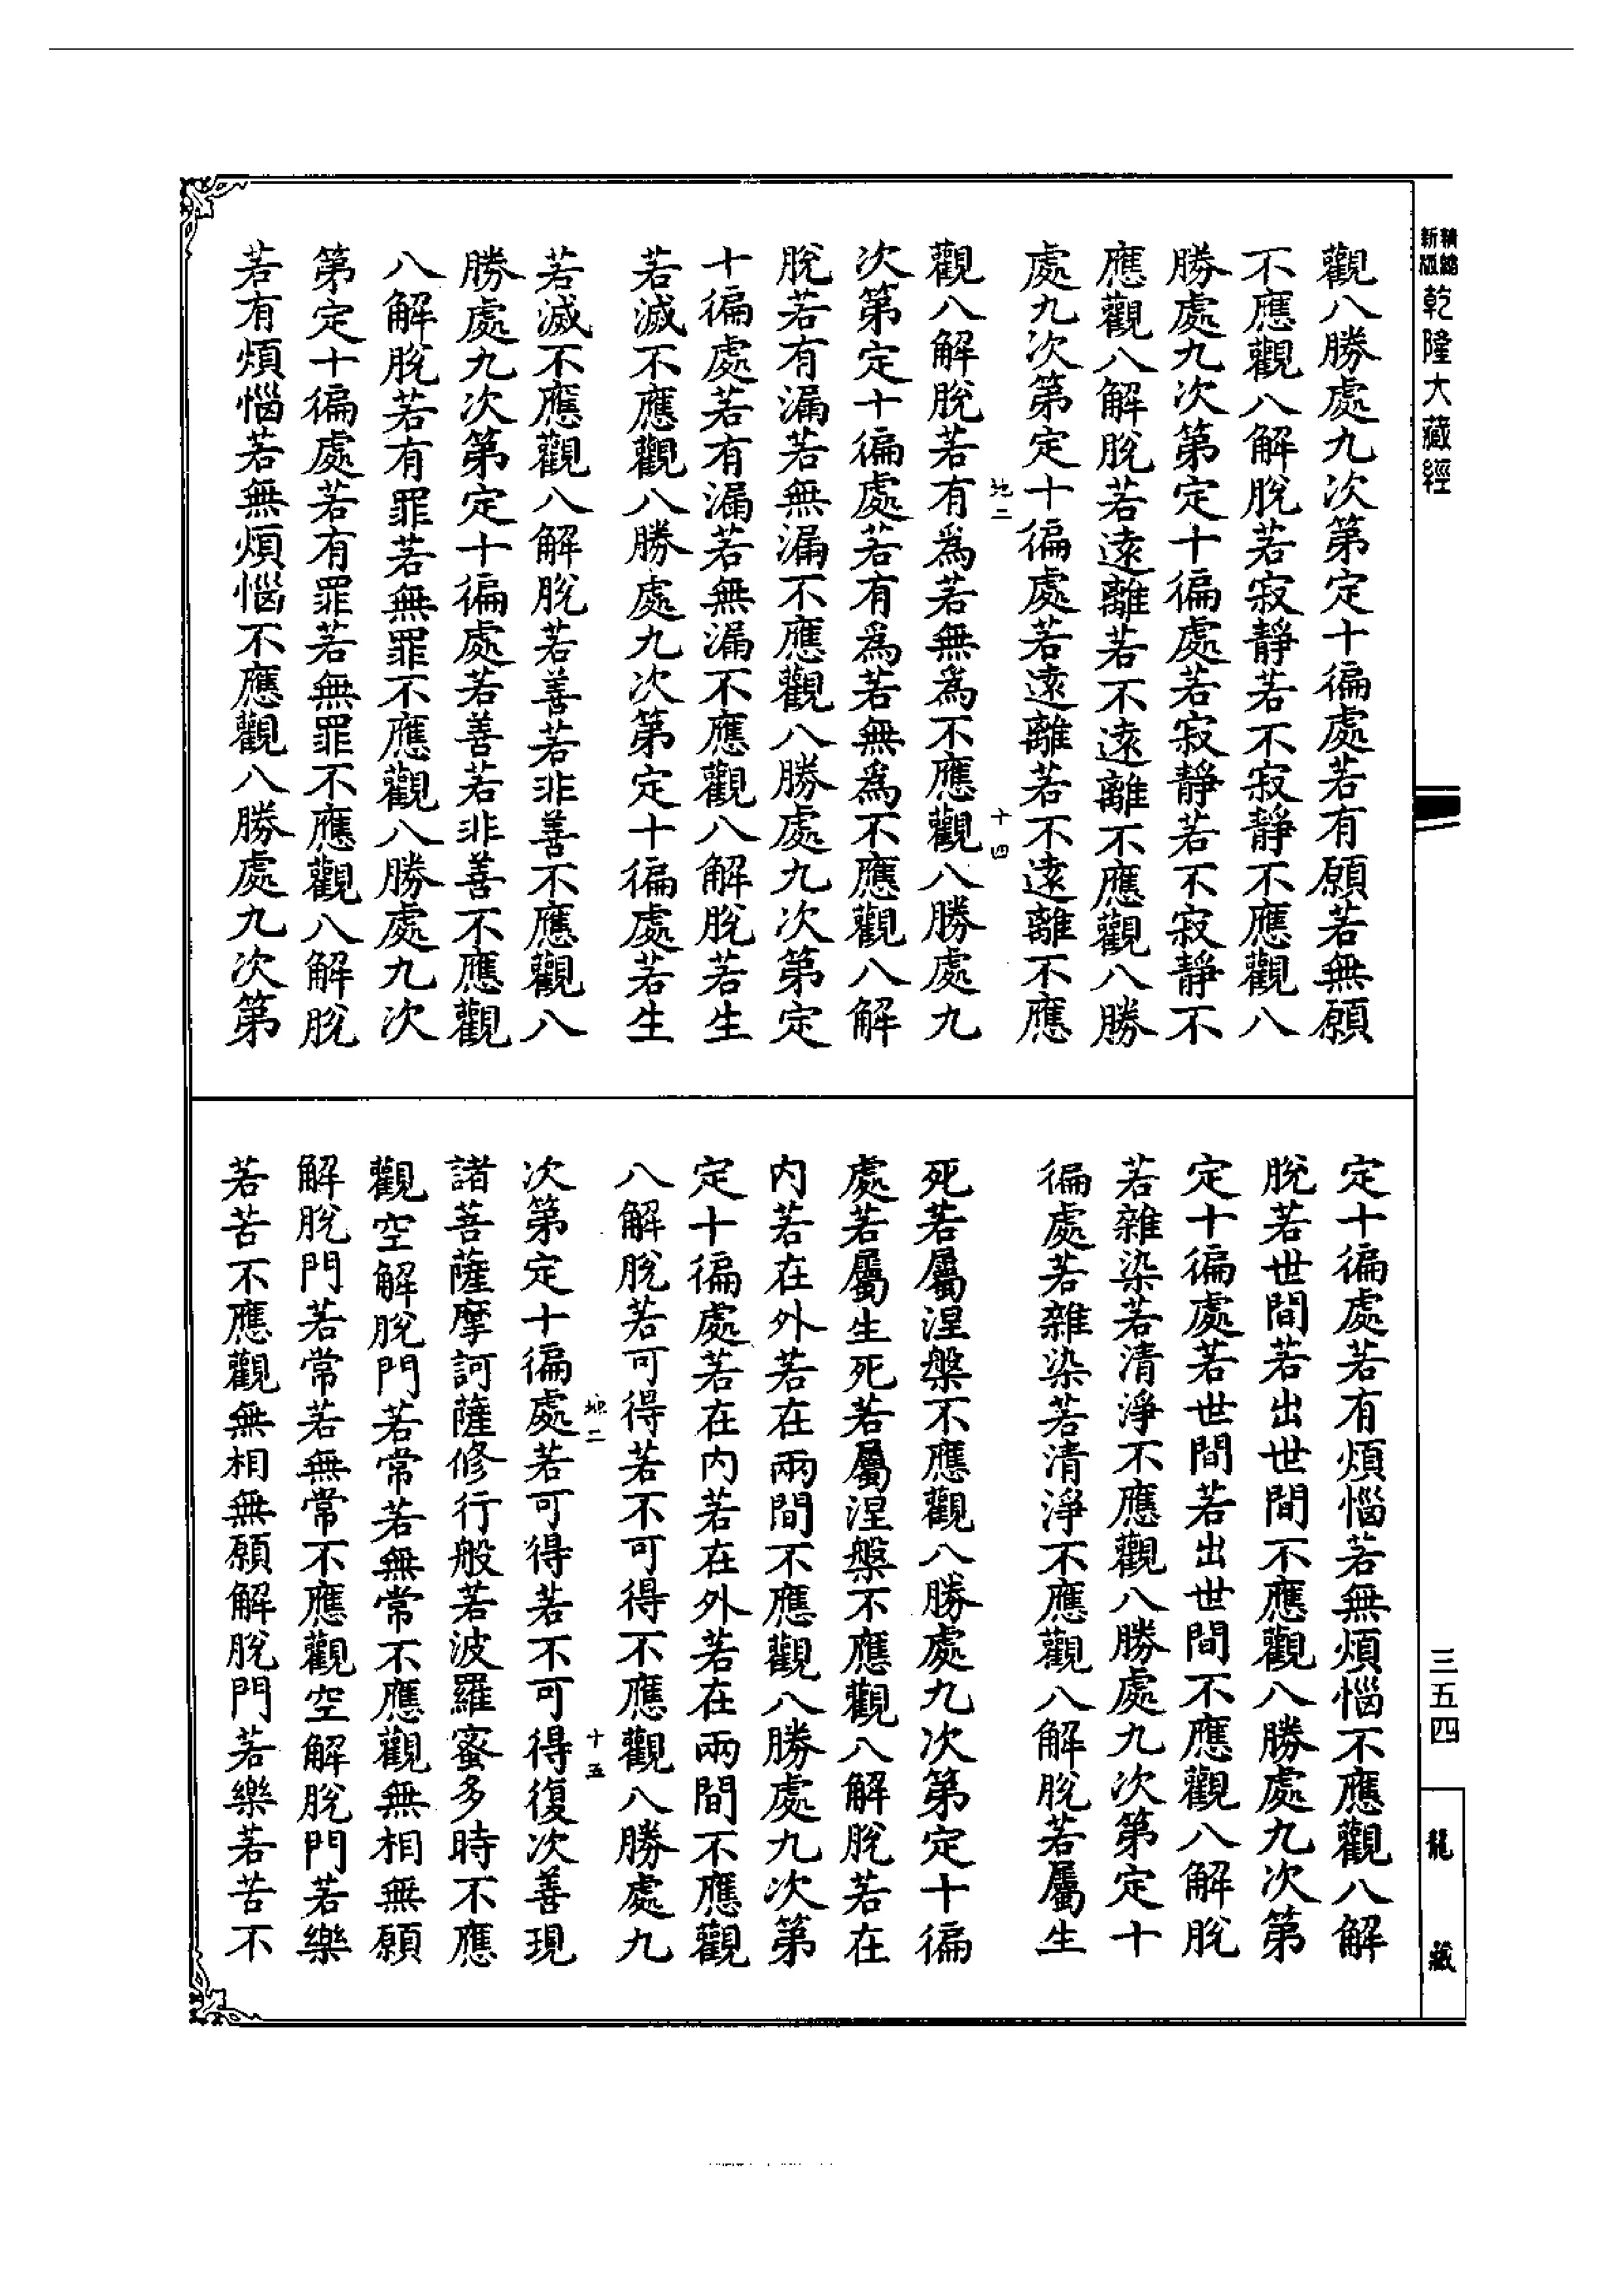 新版精縮乾隆大藏經
觀八勝處九次第定十徧處若有願若無願
不應觀八解脫若寂靜若不寂靜不應觀八
勝處九次第定十徧處若寂靜若不寂靜不
應觀八解脫若遠離若不遠離不應觀八勝
處九次第定十徧處若遠離若不遠離不應
地二 十四
觀八解脫若有為若無為不應觀八勝處九
次第定十徧處若有為若無為不應觀八解
脫若有漏若無漏不應觀八勝處九次第定
十徧處若有漏若無漏不應觀八解脫若生
若滅不應觀八勝處九次第定十徧處若生
若滅不應觀八解脫若善若非善不應觀八
勝處九次第定十徧處若善若非善不應觀
八解脫若有罪若無罪不應觀八勝處九次
第定十徧處若有罪若無罪不應觀八解脫
若有煩惱若無煩惱不應觀八勝處九次第
定十徧處若有煩惱若無煩惱不應觀八解
脫若世間若出世間不應觀八勝處九次第
定十徧處若世間若出世間不應觀八解脫
若雜染若清淨不應觀八勝處九次第定十
徧處若雜染若清淨不應觀八解脫若屬生
死若屬涅槃不應觀八勝處九次第定十徧
處若屬生死若屬涅槃不應觀八解脫若在
內若在外若在兩間不應觀八勝處九次第
定十徧處若在內若在外若在兩間不應觀
八解脫若可得若不可得不應觀八勝處九
地二 十五
次第定十徧處若可得若不可得復次善現
諸菩薩摩訶薩修行般若波羅蜜多時不應
觀空解脫門若常若無常不應觀無相無願
解脫門若常若無常不應觀空解脫門若樂
若苦不應觀無相無願解脫門若樂若苦不
三五四
龍藏